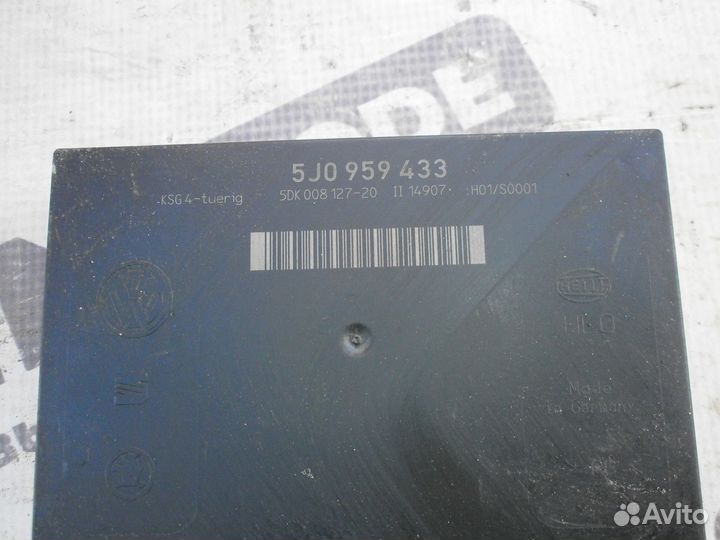 5J0 959 433
KSG 4-tuerig 5DK 008 127-20 II 14907 H01/S0001
HELLA
Made
in Germany
Avito